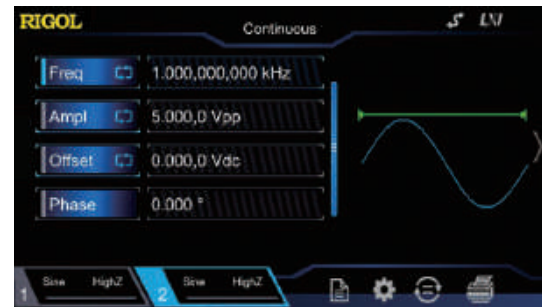 RIGOL
Continuous
Freq 1.000,000,000 kHz
Ampl 5.000,0 Vpp
Offset 0.000,0 Vdc
Phase 0.000 °
1 Sine HighZ
2 Sine HighZ